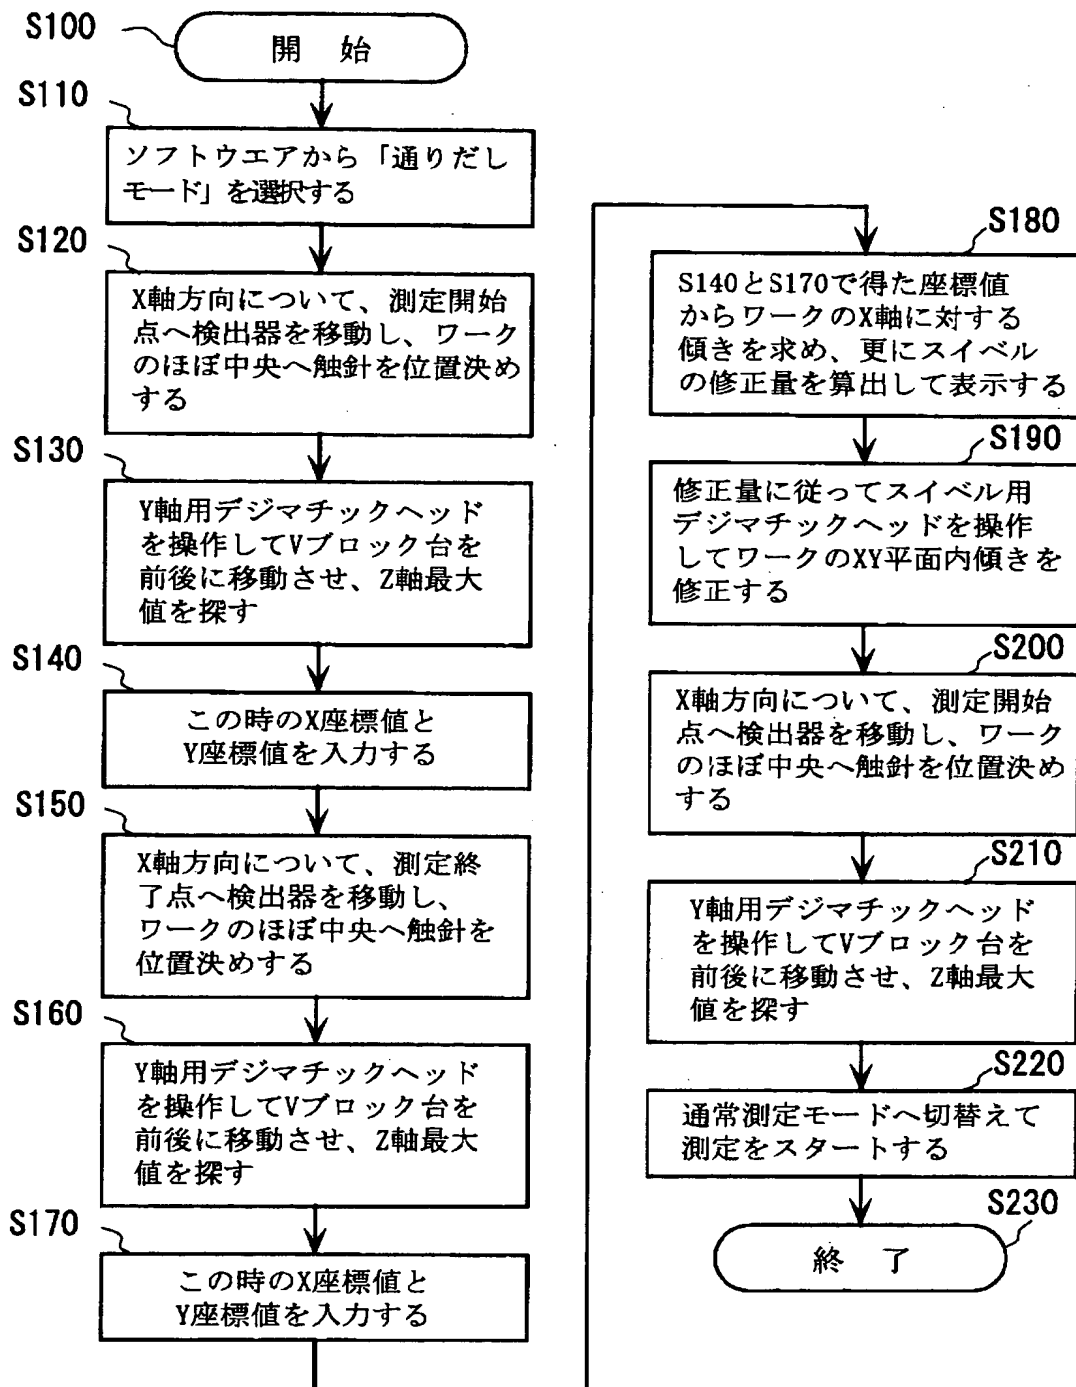 S100
開 始
S110
ソフトウエアから「通りだし
モード」を選択する
S120
X軸方向について、測定開始
点へ検出器を移動し、ワーク
のほぼ中央へ触針を位置決め
する
S130
Y軸用デジマチックヘッド
を操作してVブロック台を
前後に移動させ、Z軸最大
値を探す
S140
この時のX座標値と
Y座標値を入力する
S150
X軸方向について、測定終
了点へ検出器を移動し、
ワークのほぼ中央へ触針を
位置決めする
S160
Y軸用デジマチックヘッド
を操作してVブロック台を
前後に移動させ、Z軸最大
値を探す
S170
この時のX座標値と
Y座標値を入力する
S180
S140とS170で得た座標値
からワークのX軸に対する
傾きを求め、更にスイベル
の修正量を算出して表示する
S190
修正量に従ってスイベル用
デジマチックヘッドを操作
してワークのXY平面内傾きを
修正する
S200
X軸方向について、測定開始
点へ検出器を移動し、ワーク
のほぼ中央へ触針を位置決め
する
S210
Y軸用デジマチックヘッド
を操作してVブロック台を
前後に移動させ、Z軸最大
値を探す
S220
通常測定モードへ切替えて
測定をスタートする
S230
終 了